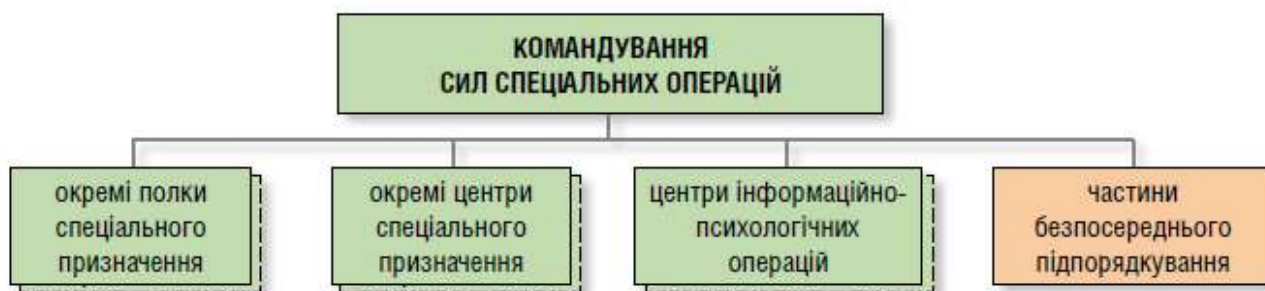 КОМАНДУВАННЯ
СИЛ СПЕЦІАЛЬНИХ ОПЕРАЦІЙ
окремі полки
спеціального
призначення
окремі центри
спеціального
призначення
центри інформаційно-
психологічних
операцій
частини
безпосереднього
підпорядкування